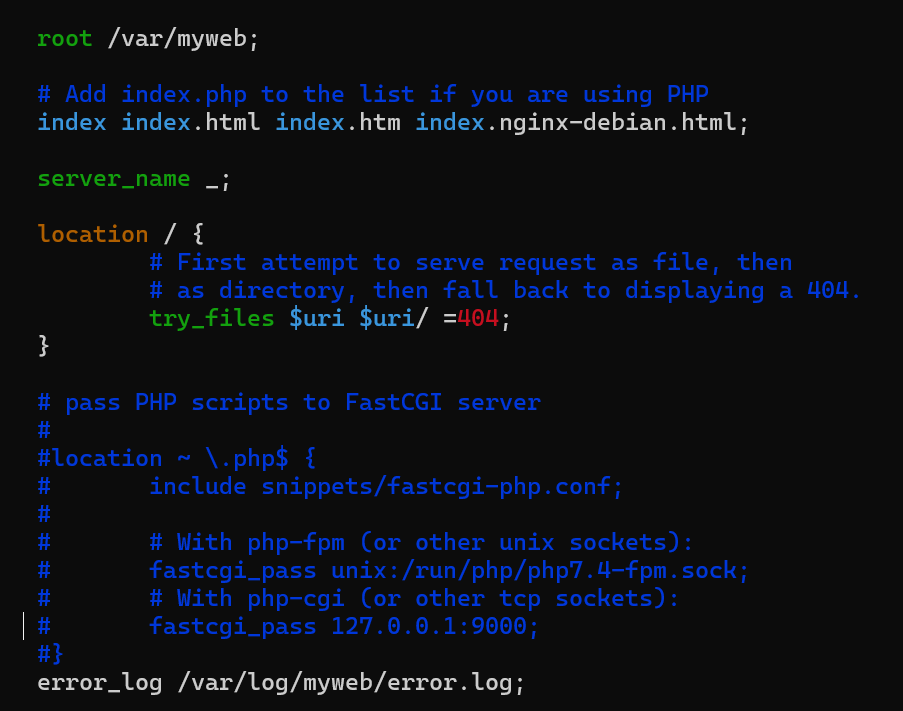 root /var/myweb;
# Add index.php to the list if you are using PHP
index index.html index.htm index.nginx-debian.html;
server_name _;
location / {
# First attempt to serve request as file, then
# as directory, then fall back to displaying a 404.
try_files $uri $uri/ =404;
}
# pass PHP scripts to FastCGI server
#
#location ~ \.php$ {
#       include snippets/fastcgi-php.conf;
#
#       # With php-fpm (or other unix sockets):
#       fastcgi_pass unix:/run/php/php7.4-fpm.sock;
#       # With php-cgi (or other tcp sockets):
#       fastcgi_pass 127.0.0.1:9000;
#}
error_log /var/log/myweb/error.log;